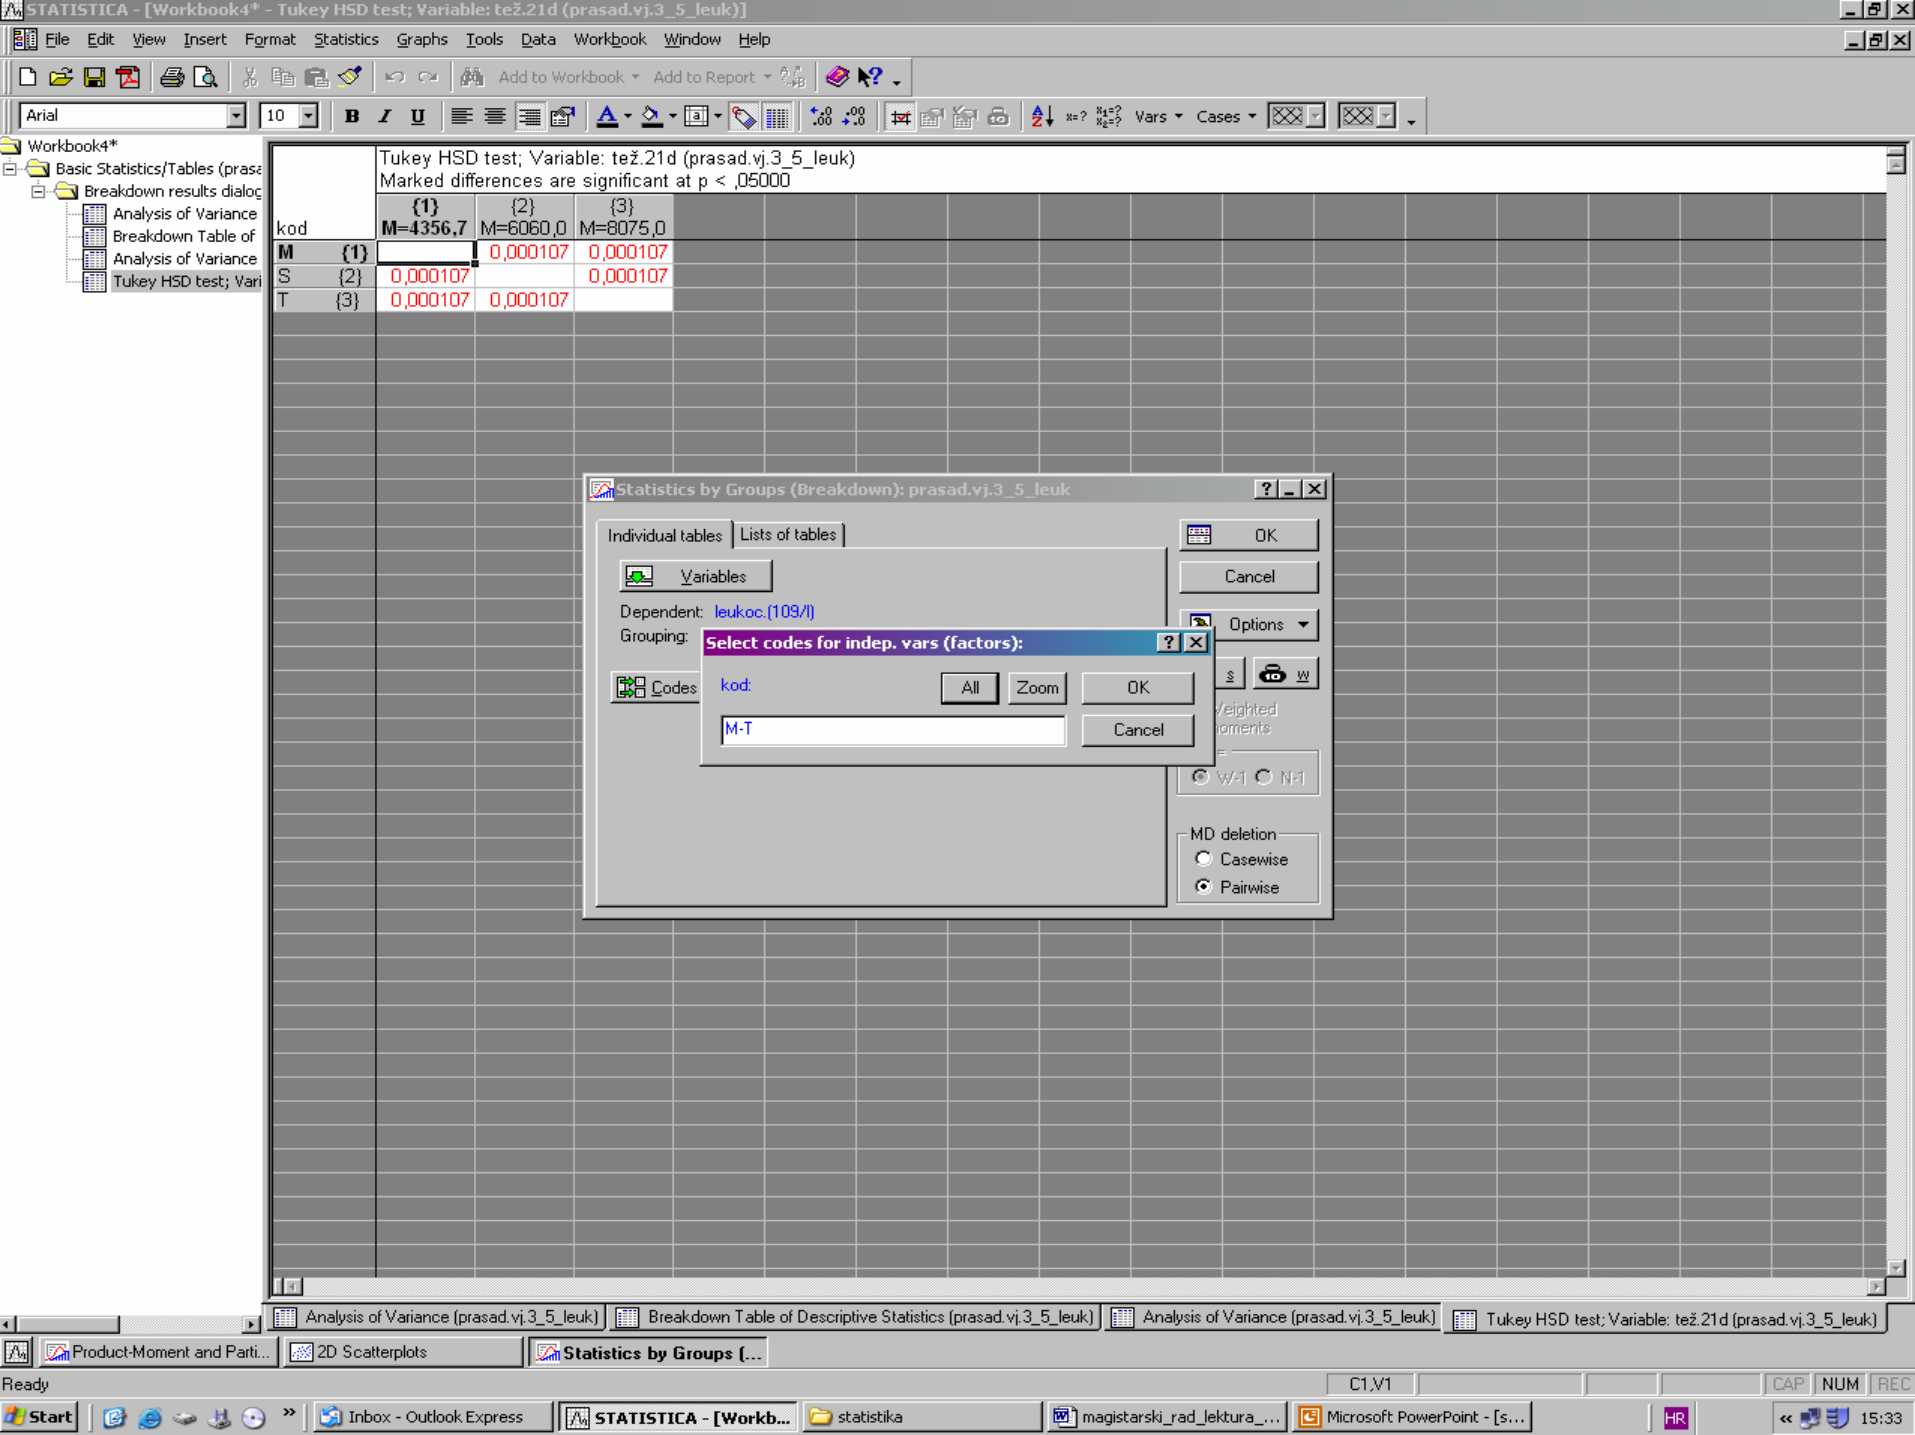 STATISTICA - [Workbook4* - Tukey HSD test; Variable: tež.21d (prasad.vj.3_5_leuk)]
File Edit View Insert Format Statistics Graphs Tools Data Workbook Window Help
Add to Workbook Add to Report
Arial 10 B I U Vars Cases
Workbook4*
Basic Statistics/Tables (prasa
Breakdown results dialog
Analysis of Variance
Breakdown Table of
Analysis of Variance
Tukey HSD test; Vari
Tukey HSD test; Variable: tež.21d (prasad.vj.3_5_leuk)
Marked differences are significant at p < ,05000
kod {1} M=4356,7 {2} M=6060,0 {3} M=8075,0
M {1} 0,000107 0,000107
S {2} 0,000107 0,000107
T {3} 0,000107 0,000107
Statistics by Groups (Breakdown): prasad.vj.3_5_leuk
Individual tables Lists of tables
OK
Variables
Cancel
Dependent: leukoc.(109/l)
Options
Grouping:
Select codes for indep. vars (factors):
Codes
kod: All Zoom OK
s w
M-T Cancel
W-1 N-1
MD deletion
Casewise
Pairwise
Analysis of Variance (prasad.vj.3_5_leuk) Breakdown Table of Descriptive Statistics (prasad.vj.3_5_leuk) Analysis of Variance (prasad.vj.3_5_leuk) Tukey HSD test; Variable: tež.21d (prasad.vj.3_5_leuk)
Product-Moment and Parti... 2D Scatterplots Statistics by Groups (...
Ready C1,V1 CAP NUM REC
Start Inbox - Outlook Express STATISTICA - [Workb... statistika magistarski_rad_lektura_... Microsoft PowerPoint - [s... HR 15:33